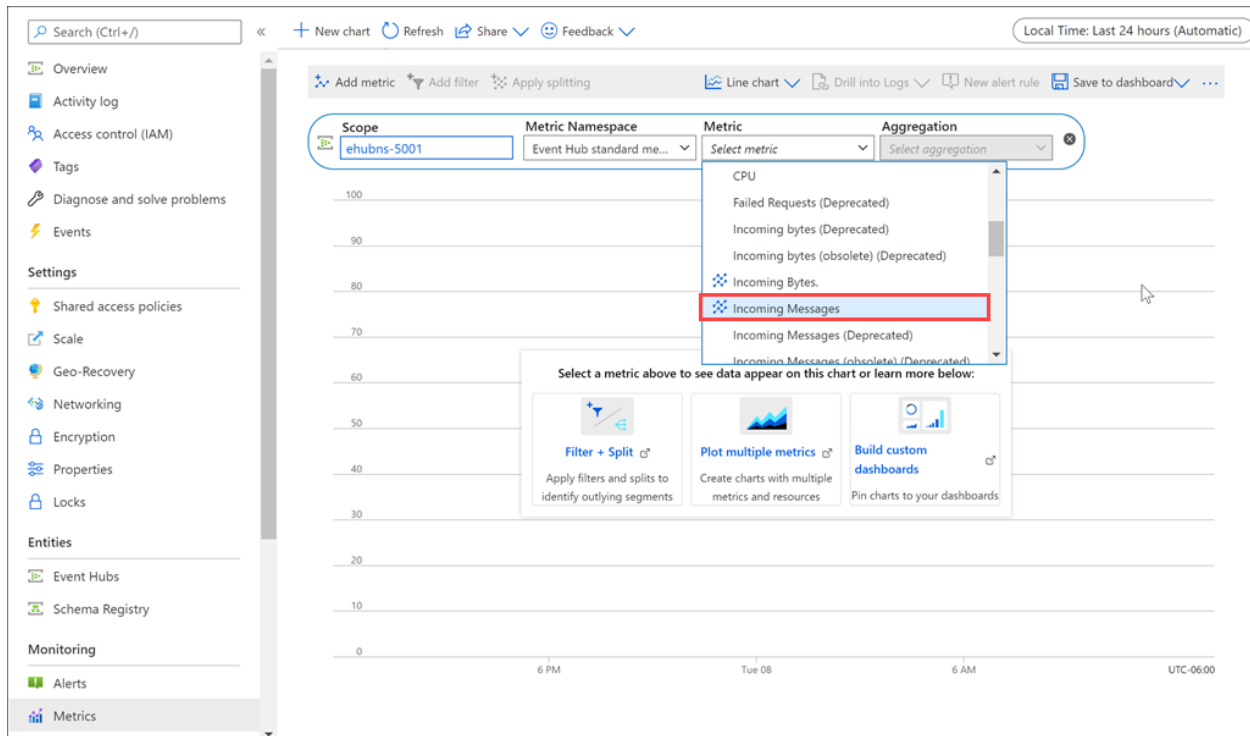 Search (Ctrl+/)
«
New chart Refresh Share Feedback
Local Time: Last 24 hours (Automatic)
Overview
Activity log
Access control (IAM)
Tags
Diagnose and solve problems
Events
Settings
Shared access policies
Scale
Geo-Recovery
Networking
Encryption
Properties
Locks
Entities
Event Hubs
Schema Registry
Monitoring
Alerts
Metrics
Add metric Add filter Apply splitting Line chart Drill into Logs New alert rule Save to dashboard ...
Scope Metric Namespace Metric Aggregation
ehubns-5001 Event Hub standard me... Select metric Select aggregation
CPU
Failed Requests (Deprecated)
Incoming bytes (Deprecated)
Incoming bytes (obsolete) (Deprecated)
Incoming Bytes.
Incoming Messages
Incoming Messages (Deprecated)
Incoming Messages (obsolete) (Deprecated)
100
90
80
70
60
50
40
30
20
10
0
Select a metric above to see data appear on this chart or learn more below:
Filter + Split
Apply filters and splits to
identify outlying segments
Plot multiple metrics
Create charts with multiple
metrics and resources
Build custom
dashboards
Pin charts to your dashboards
6 PM Tue 08 6 AM UTC-06:00